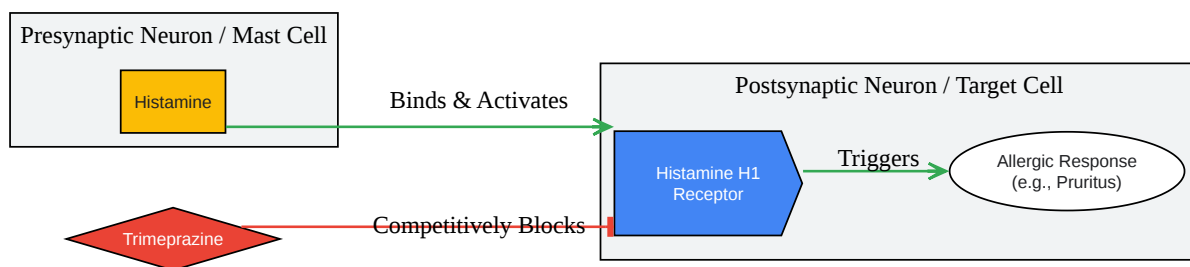 Presynaptic Neuron / Mast Cell
Histamine
Binds & Activates
Postsynaptic Neuron / Target Cell
Histamine H1
Receptor
Triggers
Allergic Response
(e.g., Pruritus)
Trimeprazine
Competitively Blocks